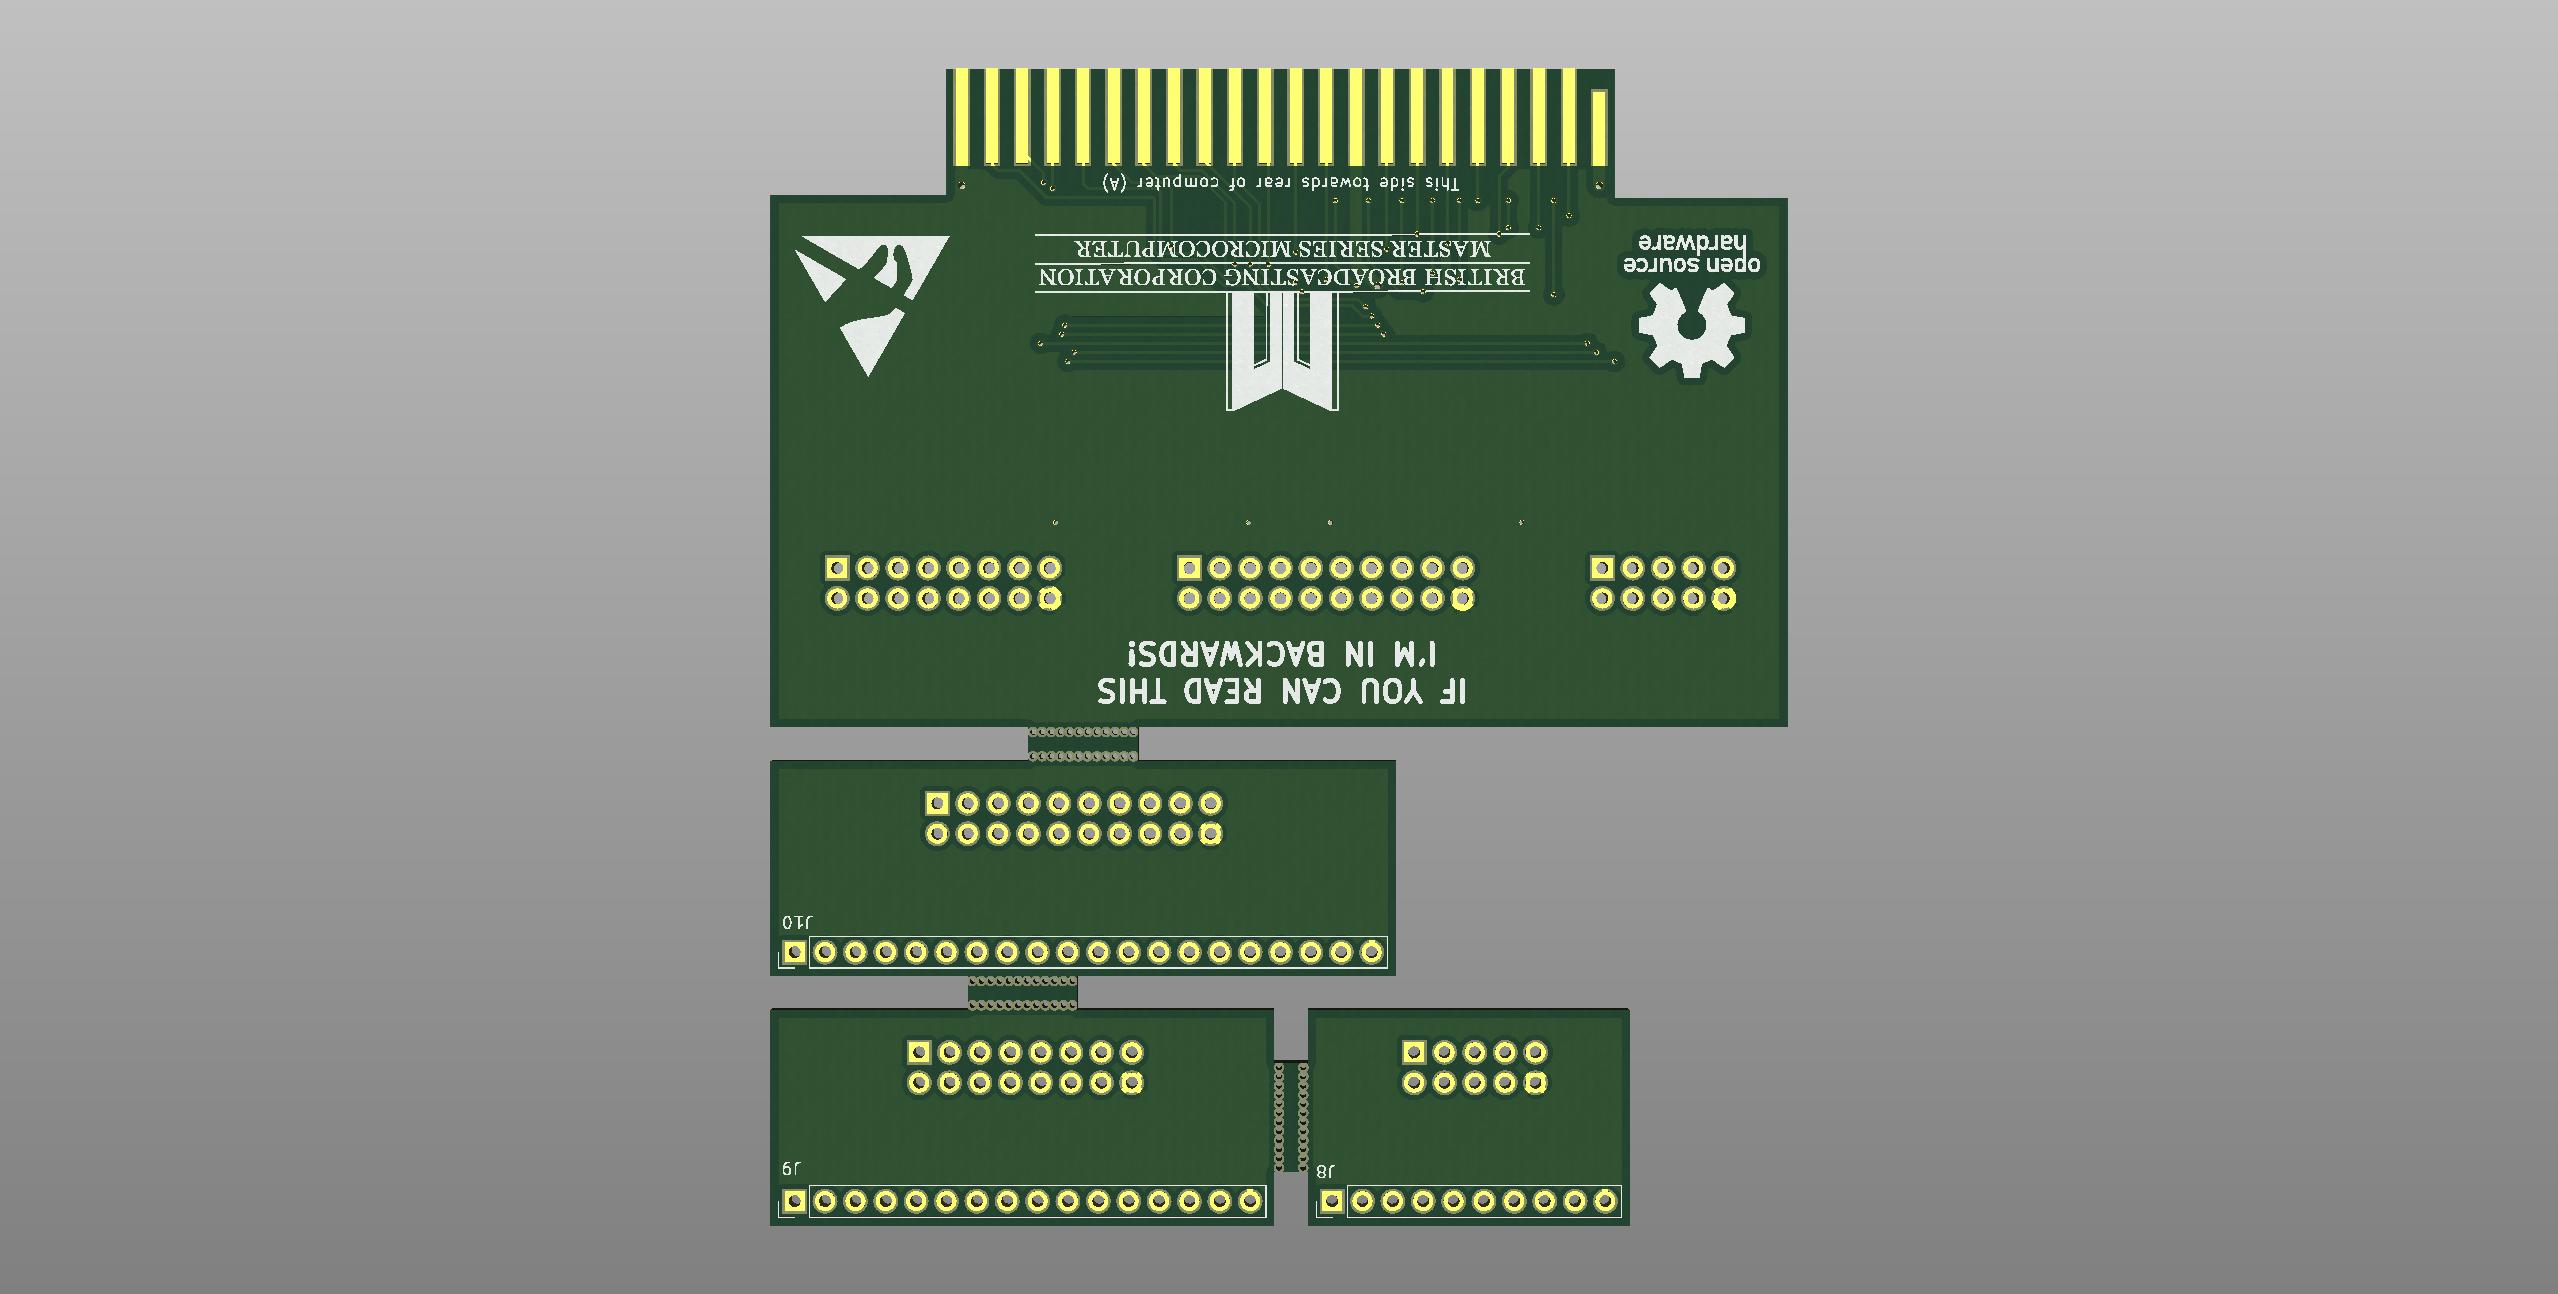 IF YOU CAN READ THIS
I'M IN BACKWARDS!
open source
hardware
BRITISH BROADCASTING CORPORATION
MASTER SERIES MICROCOMPUTER
This side towards rear of computer (A)
J10
J9
J8